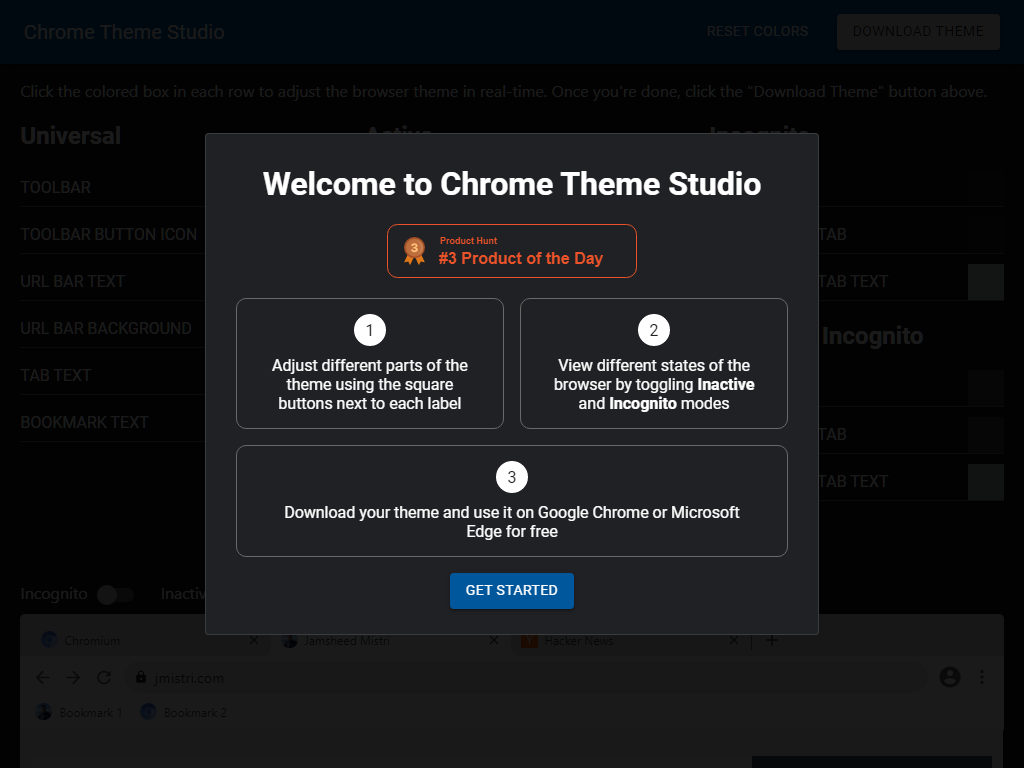 Chrome Theme Studio
RESET COLORS
DOWNLOAD THEME
Click the colored box in each row to adjust the browser theme in real-time. Once you're done, click the "Download Theme" button above.
Universal
Active
Incognito
TOOLBAR
TOOLBAR BUTTON ICON
URL BAR TEXT
URL BAR BACKGROUND
TAB TEXT
BOOKMARK TEXT
TAB
TAB TEXT
Incognito
TAB
TAB TEXT
Welcome to Chrome Theme Studio
3
Product Hunt
#3 Product of the Day
1
Adjust different parts of the
theme using the square
buttons next to each label
2
View different states of the
browser by toggling Inactive
and Incognito modes
3
Download your theme and use it on Google Chrome or Microsoft
Edge for free
GET STARTED
Incognito
Chromium
Jamsheed Mistri
Hacker News
jmistri.com
Bookmark 1
Bookmark 2